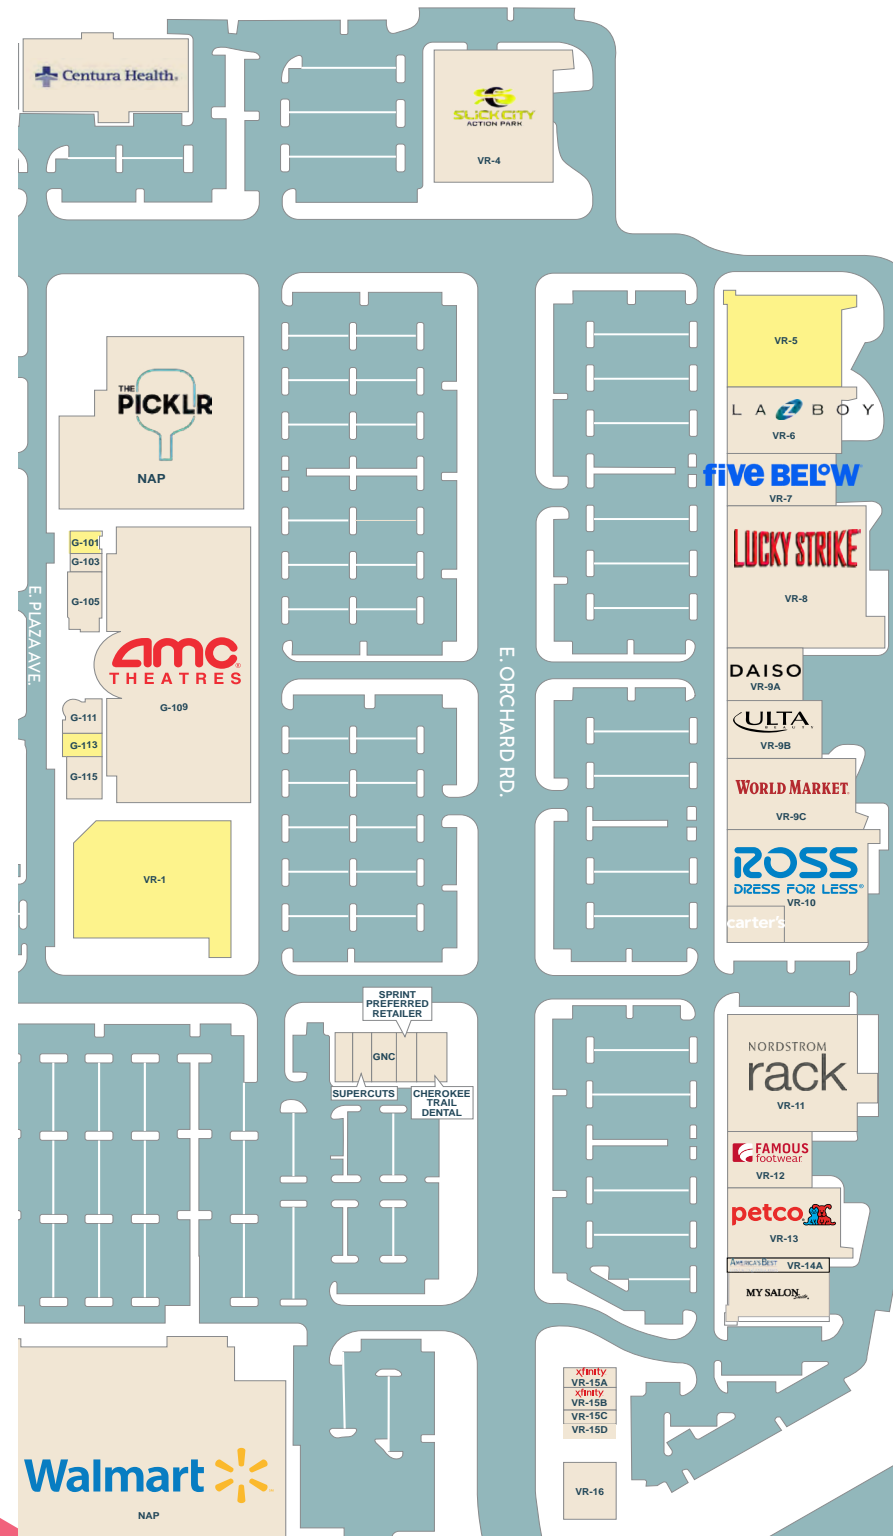 Centura Health.
SLICK CITY
ACTION PARK
VR-4
THE
PICKLR
NAP
G-101
G-103
G-105
amc
THEATRES
G-109
G-111
G-113
G-115
VR-1
E. PLAZA AVE.
E. ORCHARD RD.
VR-5
LA Z BOY
VR-6
five BELOW
VR-7
LUCKY STRIKE
VR-8
DAISO
VR-9A
ULTA
BEAUTY
VR-9B
WORLD MARKET.
VR-9C
ROSS
DRESS FOR LESS®
VR-10
carter's
SPRINT
PREFERRED
RETAILER
GNC
SUPERCUTS
CHEROKEE
TRAIL
DENTAL
NORDSTROM
rack
VR-11
FAMOUS
footwear
VR-12
petco
VR-13
AMERICA'S BEST
VR-14A
MY SALON
Suite
xfinity
VR-15A
xfinity
VR-15B
VR-15C
VR-15D
VR-16
Walmart
NAP